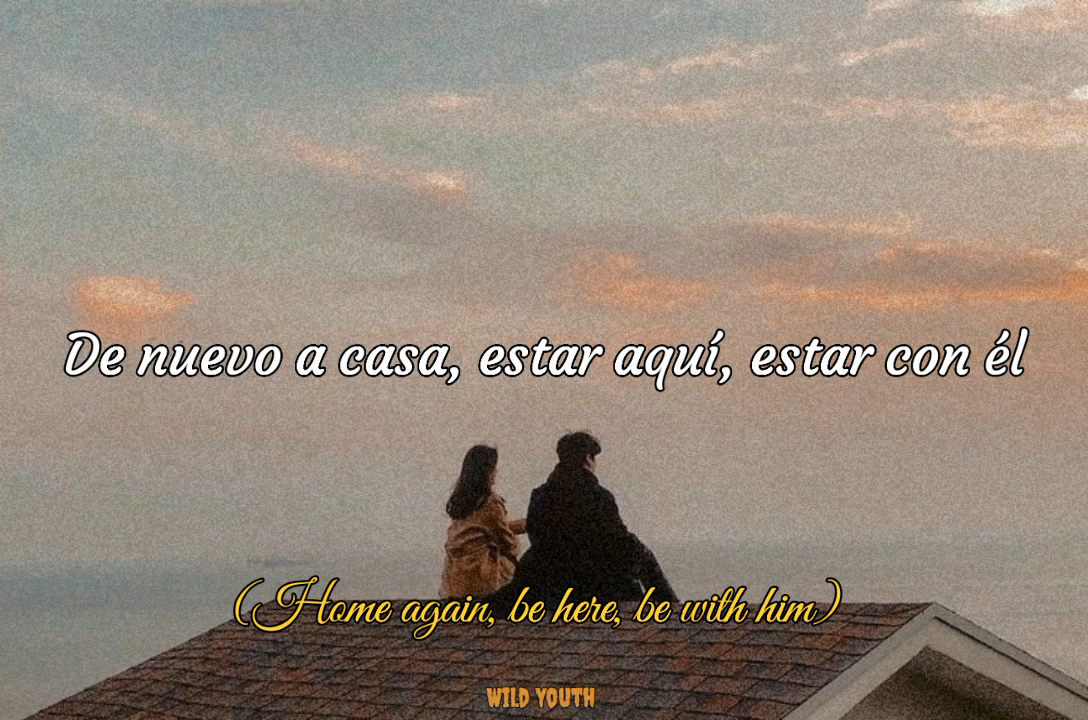 De nuevo a casa, estar aquí, estar con él
(Home again, be here, be with him)
WILD YOUTH